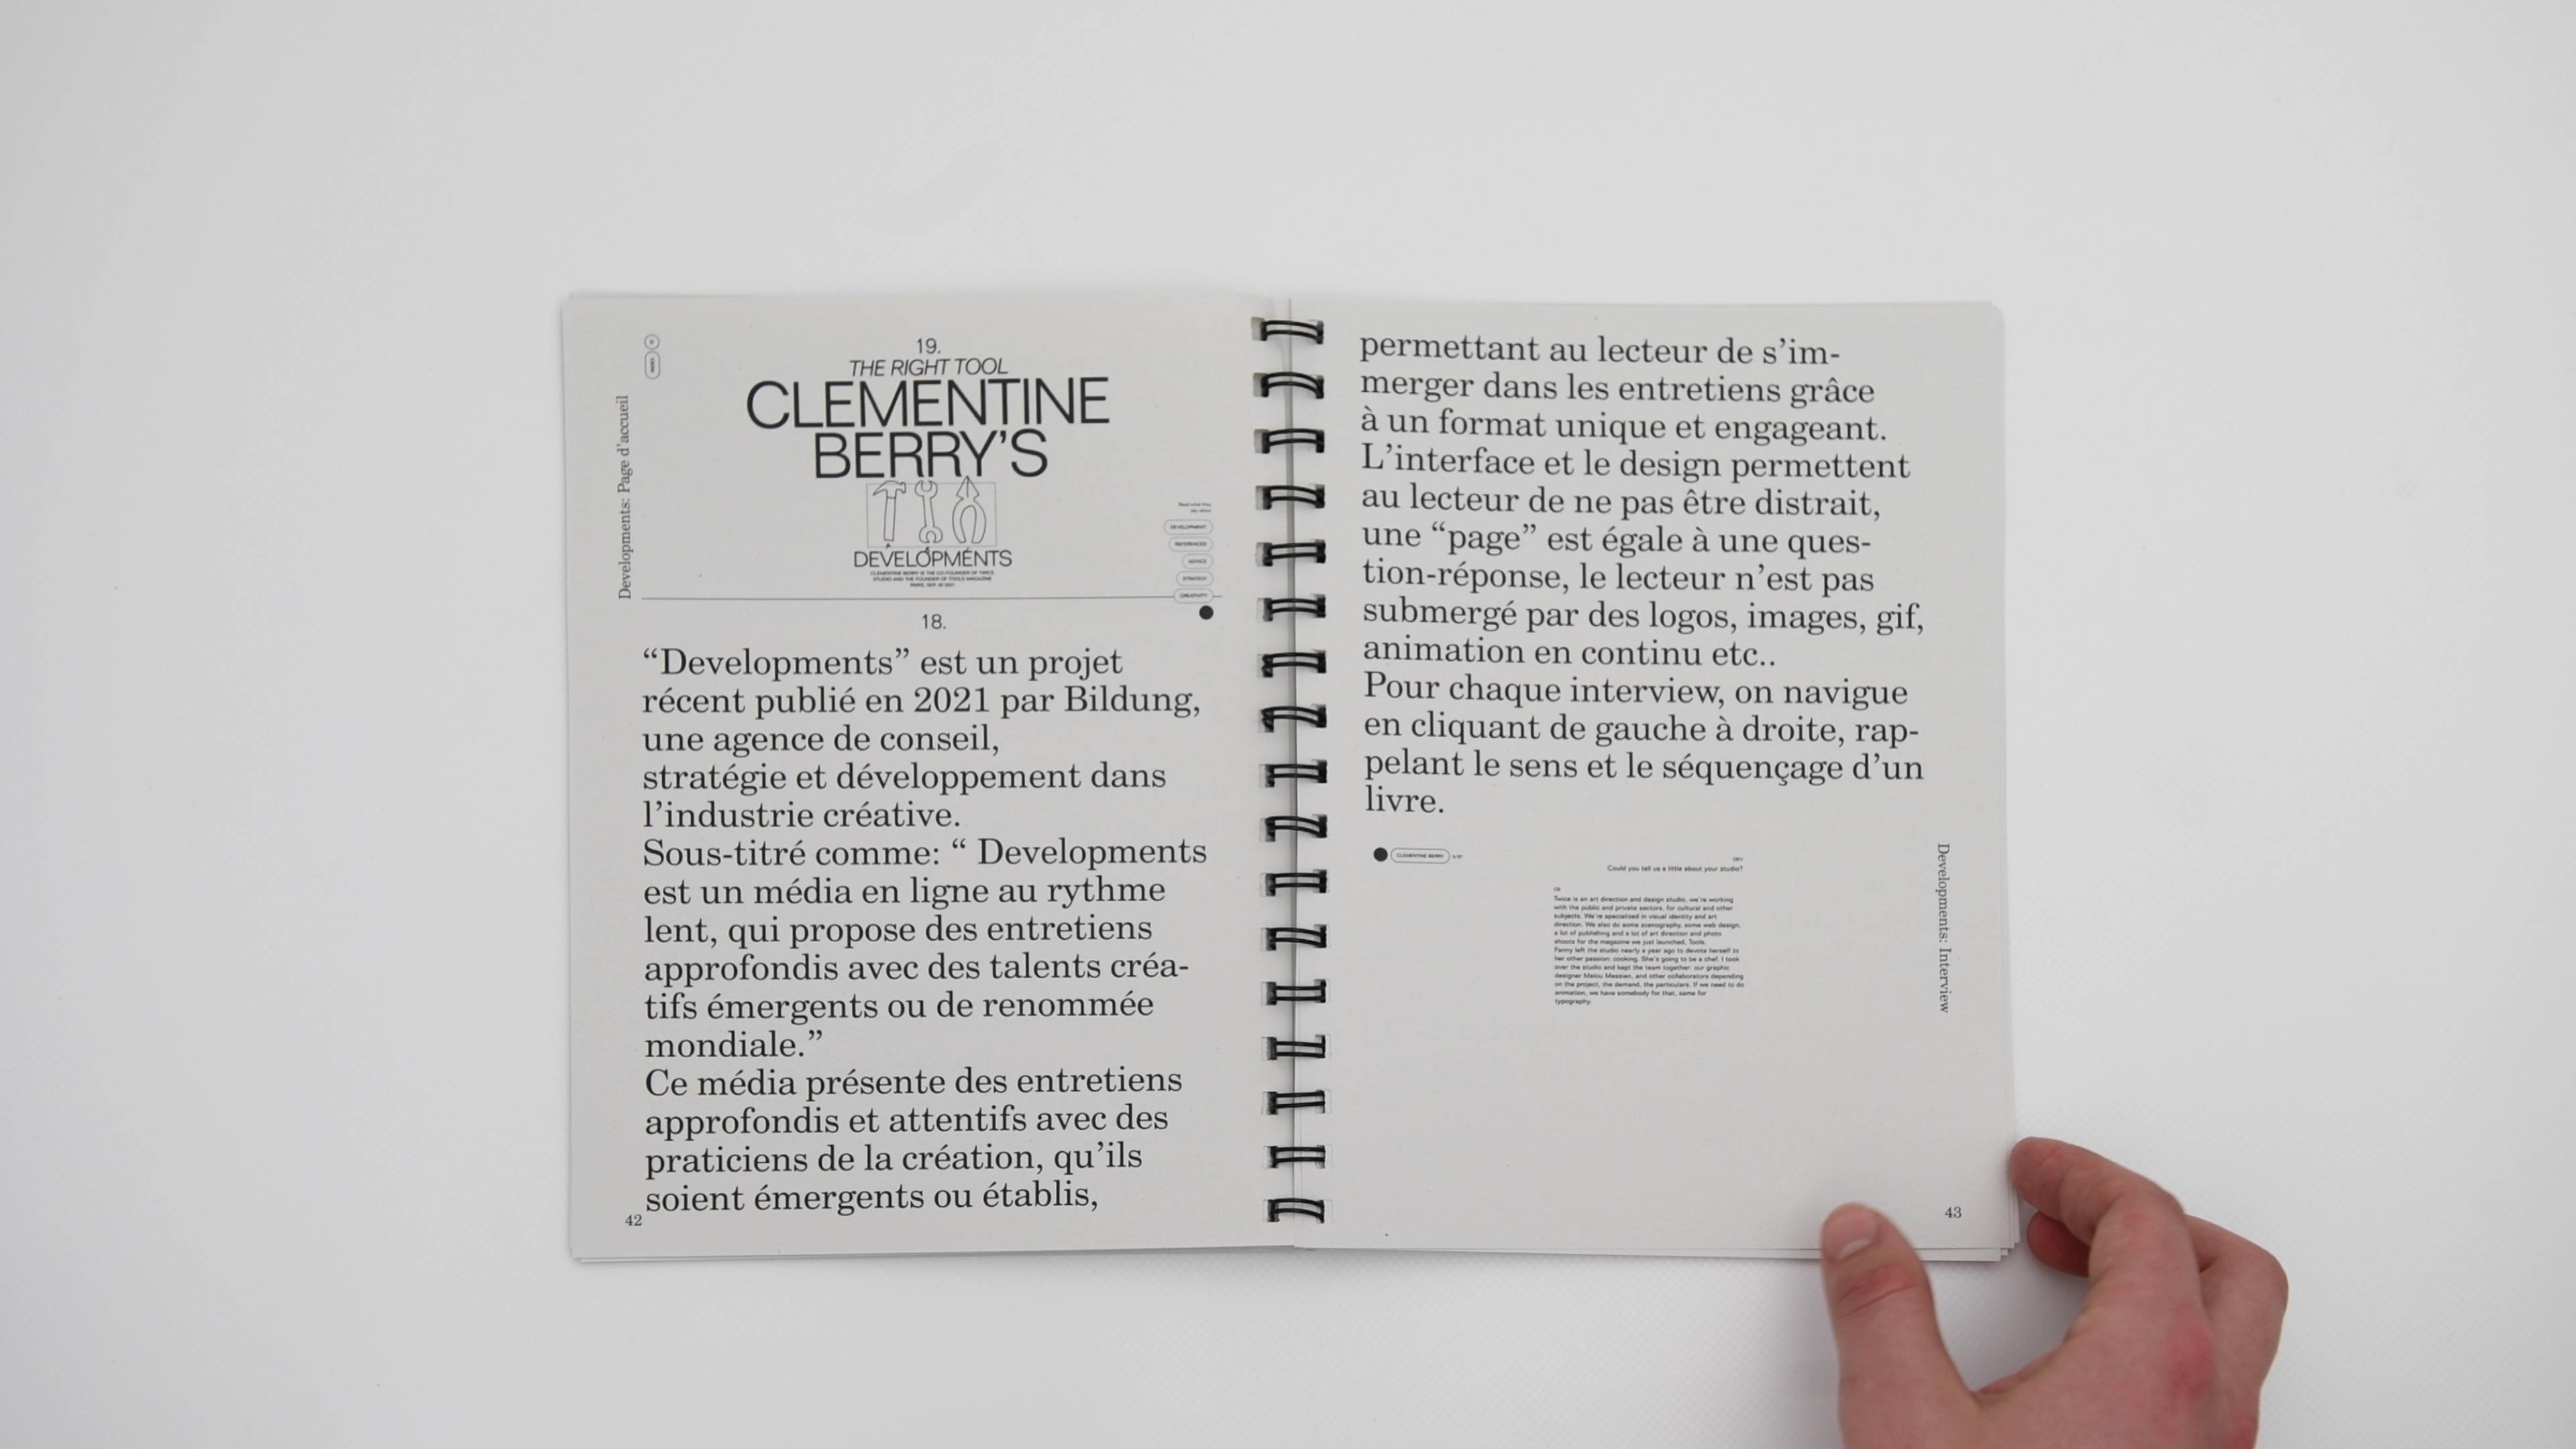 Developments: Page d'accueil
INDEX
19.
THE RIGHT TOOL
CLEMENTINE
BERRY'S
DEVELOPMENTS
CLEMENTINE BERRY IS THE CO-FOUNDER OF TWICE
STUDIO AND THE FOUNDER OF TOOLS MAGAZINE
Read what they
say about
DEVELOPMENT
REFERENCES
ADVICE
STRATEGY
CREATIVITY
18.
“Developments” est un projet
récent publié en 2021 par Bildung,
une agence de conseil,
stratégie et développement dans
l’industrie créative.
Sous-titré comme: “ Developments
est un média en ligne au rythme
lent, qui propose des entretiens
approfondis avec des talents créa-
tifs émergents ou de renommée
mondiale.”
Ce média présente des entretiens
approfondis et attentifs avec des
praticiens de la création, qu’ils
soient émergents ou établis,
42
permettant au lecteur de s’im-
merger dans les entretiens grâce
à un format unique et engageant.
L’interface et le design permettent
au lecteur de ne pas être distrait,
une “page” est égale à une ques-
tion-réponse, le lecteur n’est pas
submergé par des logos, images, gif,
animation en continu etc..
Pour chaque interview, on navigue
en cliquant de gauche à droite, rap-
pelant le sens et le séquençage d’un
livre.
CLEMENTINE BERRY
DEV
Could you tell us a little about your studio?
CB
Twice is an art direction and design studio, we're working
with the public and private sectors, for cultural and other
subjects. We're specialized in visual identity and art
direction. We also do some scenography, some web design,
a lot of publishing and a lot of art direction and photo
shoots for the magazine we just launched, Tools.
Fanny left the studio nearly a year ago to devote herself to
her other passion: cooking. She's going to be a chef. I took
over the studio and kept the team together: our graphic
designer Malou Messien, and other collaborators depending
on the project, the demand, the particulars. If we need to do
animation, we have somebody for that, same for
typography.
Developments: Interview
43